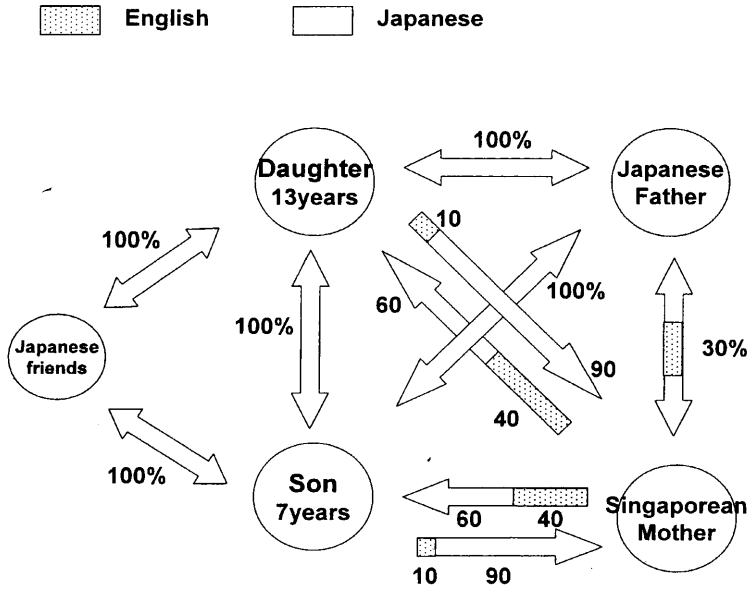 English
Japanese
Daughter
13years
100%
Japanese
Father
10
100%
60
100%
100%
Japanese
friends
30%
90
40
100%
Son
7years
60
40
Singaporean
Mother
10
90